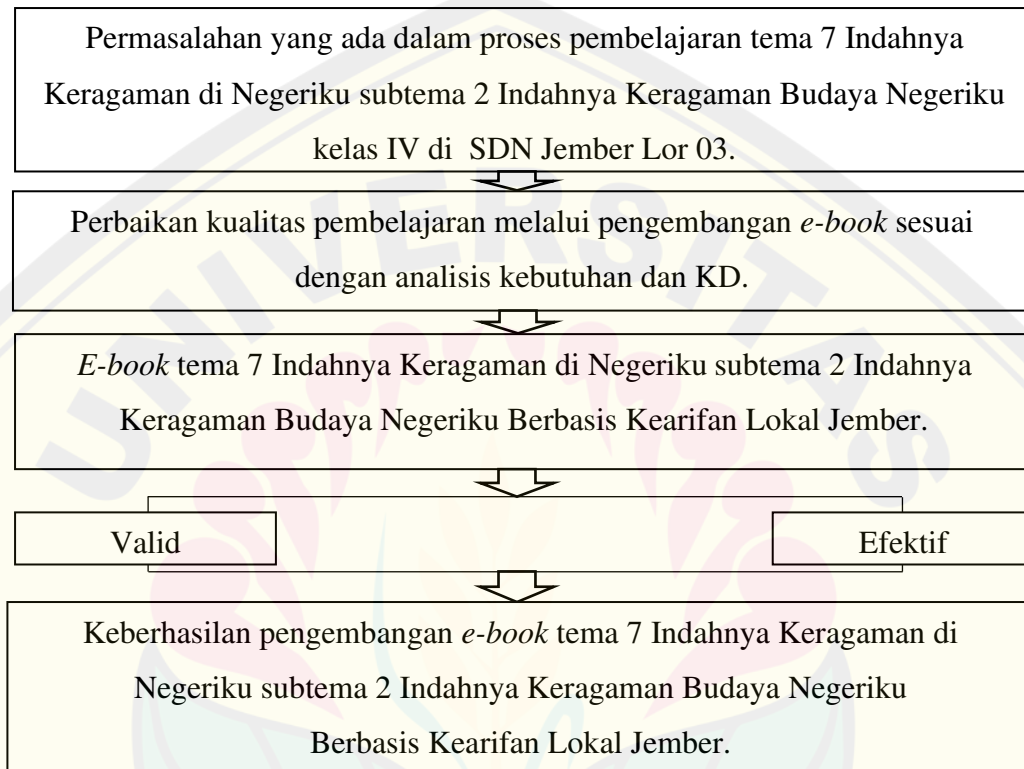 Permasalahan yang ada dalam proses pembelajaran tema 7 Indahnya
Keragaman di Negeriku subtema 2 Indahnya Keragaman Budaya Negeriku
kelas IV di SDN Jember Lor 03.
Perbaikan kualitas pembelajaran melalui pengembangan e-book sesuai
dengan analisis kebutuhan dan KD.
E-book tema 7 Indahnya Keragaman di Negeriku subtema 2 Indahnya
Keragaman Budaya Negeriku Berbasis Kearifan Lokal Jember.
Valid
Efektif
Keberhasilan pengembangan e-book tema 7 Indahnya Keragaman di
Negeriku subtema 2 Indahnya Keragaman Budaya Negeriku
Berbasis Kearifan Lokal Jember.
UNIVERSITAS